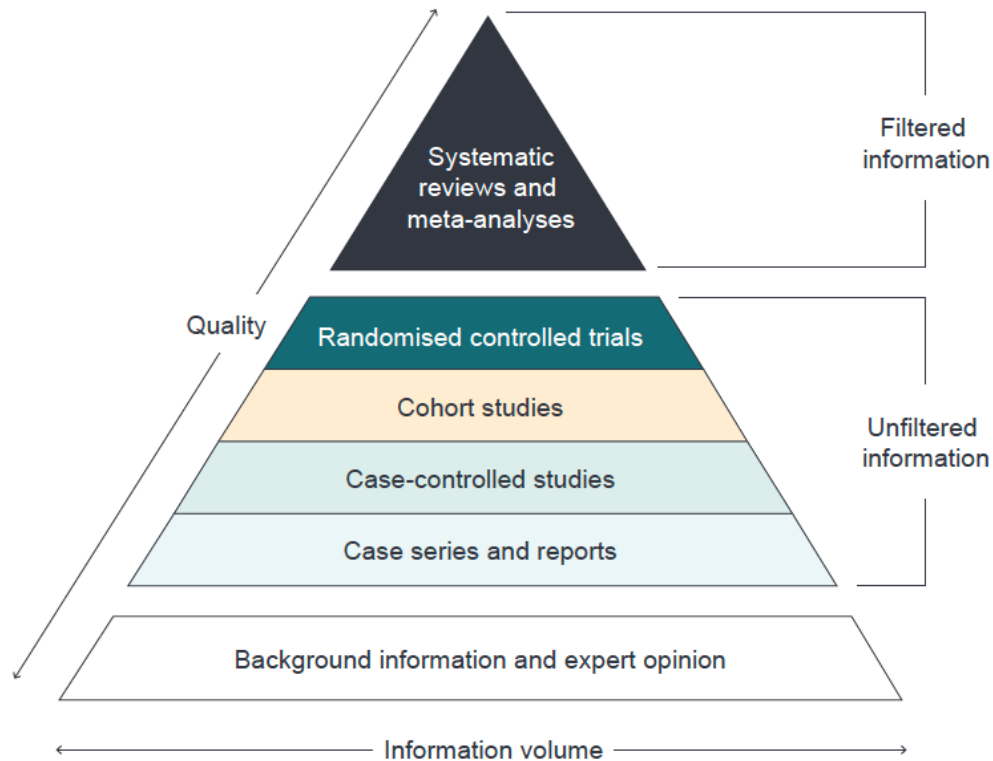 Systematic
reviews and
meta-analyses
Filtered
information
Quality
Randomised controlled trials
Cohort studies
Unfiltered
information
Case-controlled studies
Case series and reports
Background information and expert opinion
Information volume